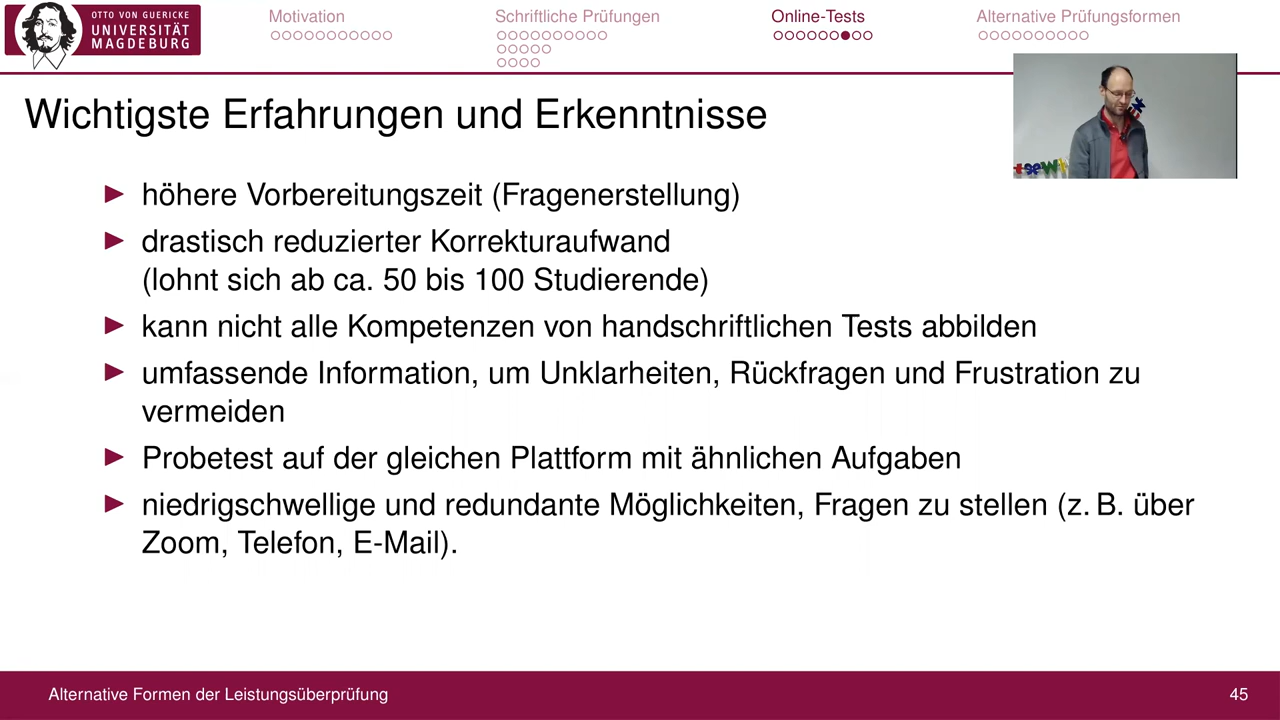 OTTO VON GUERICKE
UNIVERSITÄT
MAGDEBURG
Motivation
Schriftliche Prüfungen
Online-Tests
Alternative Prüfungsformen
Wichtigste Erfahrungen und Erkenntnisse
höhere Vorbereitungszeit (Fragenerstellung)
drastisch reduzierter Korrekturaufwand
(lohnt sich ab ca. 50 bis 100 Studierende)
kann nicht alle Kompetenzen von handschriftlichen Tests abbilden
umfassende Information, um Unklarheiten, Rückfragen und Frustration zu
vermeiden
Probetest auf der gleichen Plattform mit ähnlichen Aufgaben
niedrigschwellige und redundante Möglichkeiten, Fragen zu stellen (z. B. über
Zoom, Telefon, E-Mail).
Alternative Formen der Leistungsüberprüfung
45